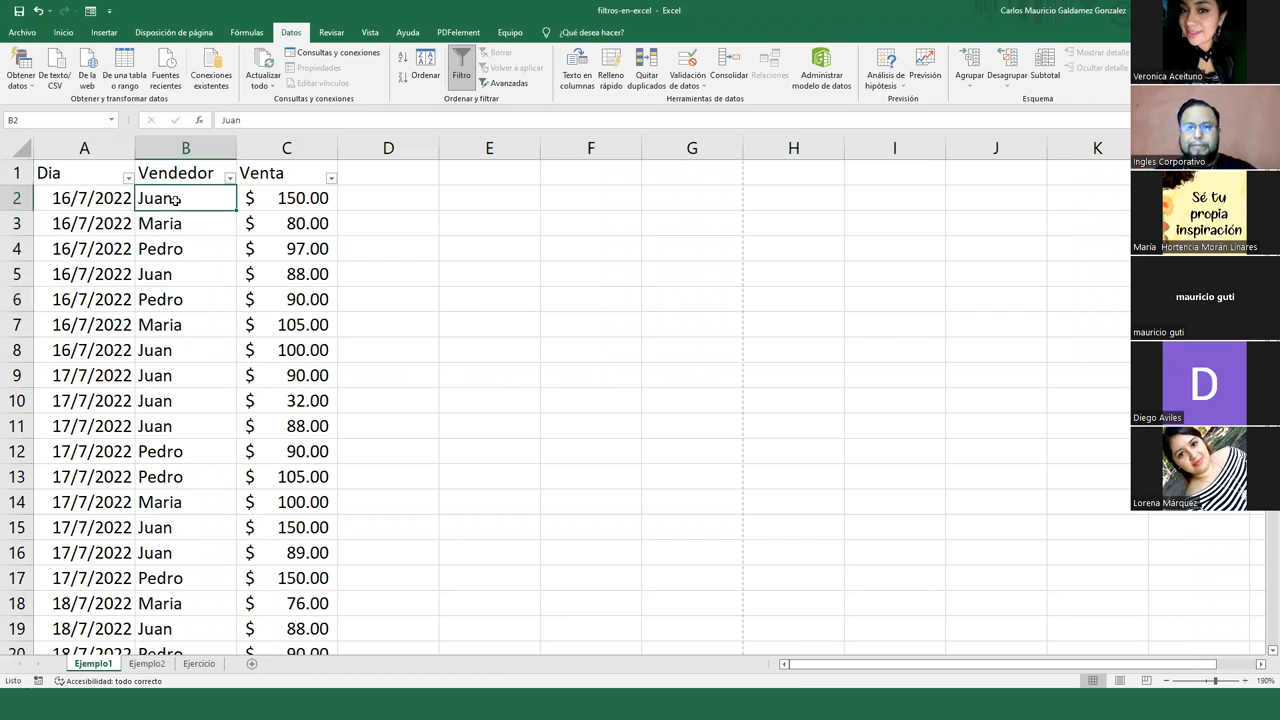 filtros-en-excel – Excel
Carlos Mauricio Galdamez Gonzalez
Archivo Inicio Insertar Disposición de página Fórmulas Datos Revisar Vista Ayuda PDFelement Equipo ¿Qué desea hacer?
Obtener datos
De texto/CSV
De la web
De una tabla o rango
Fuentes recientes
Conexiones existentes
Obtener y transformar datos
Actualizar todo
Consultas y conexiones
Propiedades
Editar vínculos
Consultas y conexiones
Ordenar
Filtro
Borrar
Volver a aplicar
Avanzadas
Ordenar y filtrar
Texto en columnas
Relleno rápido
Quitar duplicados
Validación de datos
Consolidar
Relaciones
Administrar modelo de datos
Herramientas de datos
Análisis de hipótesis
Previsión
Previsión
Agrupar
Desagrupar
Subtotal
Mostrar detalle
Ocultar detalle
Esquema
B2 fx Juan
A B C D E F G H I J K
1 Dia Vendedor Venta
2 16/7/2022 Juan $ 150.00
3 16/7/2022 Maria $ 80.00
4 16/7/2022 Pedro $ 97.00
5 16/7/2022 Juan $ 88.00
6 16/7/2022 Pedro $ 90.00
7 16/7/2022 Maria $ 105.00
8 16/7/2022 Juan $ 100.00
9 17/7/2022 Juan $ 90.00
10 17/7/2022 Juan $ 32.00
11 17/7/2022 Juan $ 88.00
12 17/7/2022 Pedro $ 90.00
13 17/7/2022 Pedro $ 105.00
14 17/7/2022 Maria $ 100.00
15 17/7/2022 Juan $ 150.00
16 17/7/2022 Juan $ 89.00
17 17/7/2022 Pedro $ 150.00
18 18/7/2022 Maria $ 76.00
19 18/7/2022 Juan $ 88.00
20 18/7/2022 Pedro $ 90.00
Ejemplo1 Ejemplo2 Ejercicio
Listo Accesibilidad: todo correcto 190%
Veronica Aceituno
Ingles Corporativo
Sé tu
propia
inspiración
María Hortencia Morán Linares
mauricio guti
mauricio guti
D
Diego Aviles
Lorena Márquez